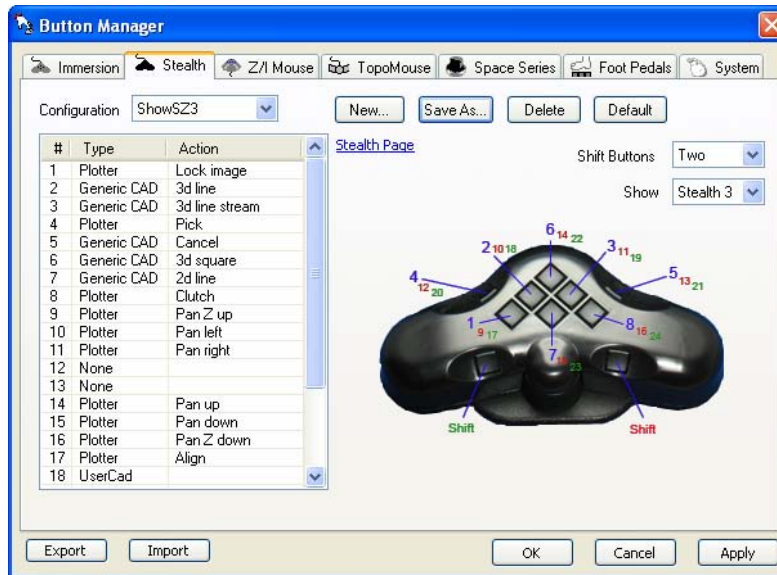 Button Manager
Immersion Stealth Z/I Mouse TopoMouse Space Series Foot Pedals System
Configuration ShowSZ3 New... Save As... Delete Default
# Type Action
1 Plotter Lock image
2 Generic CAD 3d line
3 Generic CAD 3d line stream
4 Plotter Pick
5 Generic CAD Cancel
6 Generic CAD 3d square
7 Generic CAD 2d line
8 Plotter Clutch
9 Plotter Pan Z up
10 Plotter Pan left
11 Plotter Pan right
12 None
13 None
14 Plotter Pan up
15 Plotter Pan down
16 Plotter Pan Z down
17 Plotter Align
18 UserCad
Stealth Page
Shift Buttons Two
Show Stealth 3
6 14 22
2 10 18 3 11 19
4 12 20 5 13 21
1 9 17 8 16 24
7 15 23
Shift Shift
Export Import OK Cancel Apply